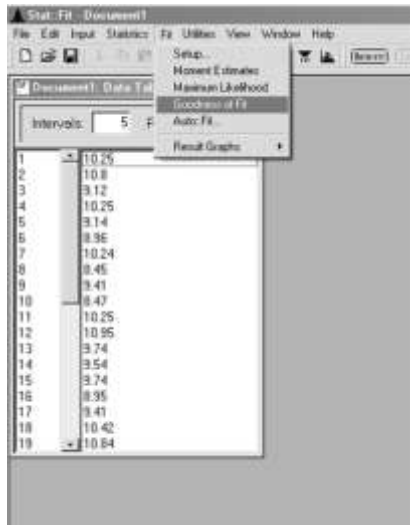 Stat::Fit - Document1
File Edit Input Statistics Fit Utilities View Window Help
Setup...
Moment Estimates
Maximum Likelihood
Goodness of Fit
Auto::Fit...
Result Graphs
Document1: Data Tab
Intervals: 5 P
1 10.25
2 10.8
3 9.12
4 10.25
5 9.14
6 8.96
7 10.24
8 8.45
9 9.41
10 8.47
11 10.25
12 10.95
13 9.74
14 9.54
15 9.74
16 8.95
17 9.41
18 10.42
19 10.84